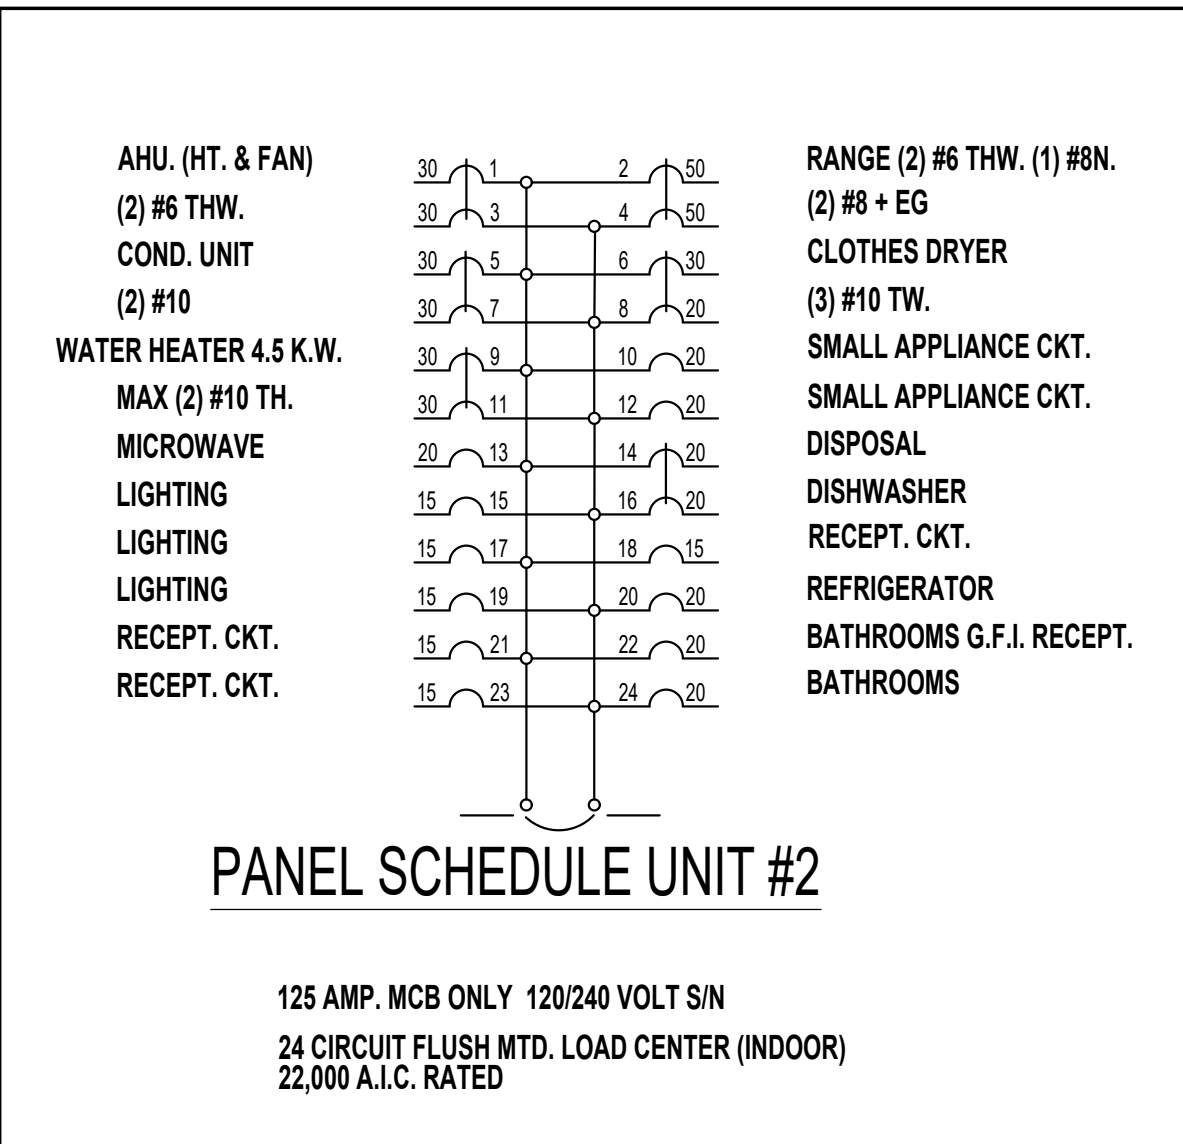 AHU. (HT. & FAN) 30 1 2 50 RANGE (2) #6 THW. (1) #8N.
(2) #6 THW. 30 3 4 50 (2) #8 + EG
COND. UNIT 30 5 6 30 CLOTHES DRYER
(2) #10 30 7 8 20 (3) #10 TW.
WATER HEATER 4.5 K.W. 30 9 10 20 SMALL APPLIANCE CKT.
MAX (2) #10 TH. 30 11 12 20 SMALL APPLIANCE CKT.
MICROWAVE 20 13 14 20 DISPOSAL
LIGHTING 15 15 16 20 DISHWASHER
LIGHTING 15 17 18 15 RECEPT. CKT.
LIGHTING 15 19 20 20 REFRIGERATOR
RECEPT. CKT. 15 21 22 20 BATHROOMS G.F.I. RECEPT.
RECEPT. CKT. 15 23 24 20 BATHROOMS
PANEL SCHEDULE UNIT #2
125 AMP. MCB ONLY 120/240 VOLT S/N
24 CIRCUIT FLUSH MTD. LOAD CENTER (INDOOR)
22,000 A.I.C. RATED